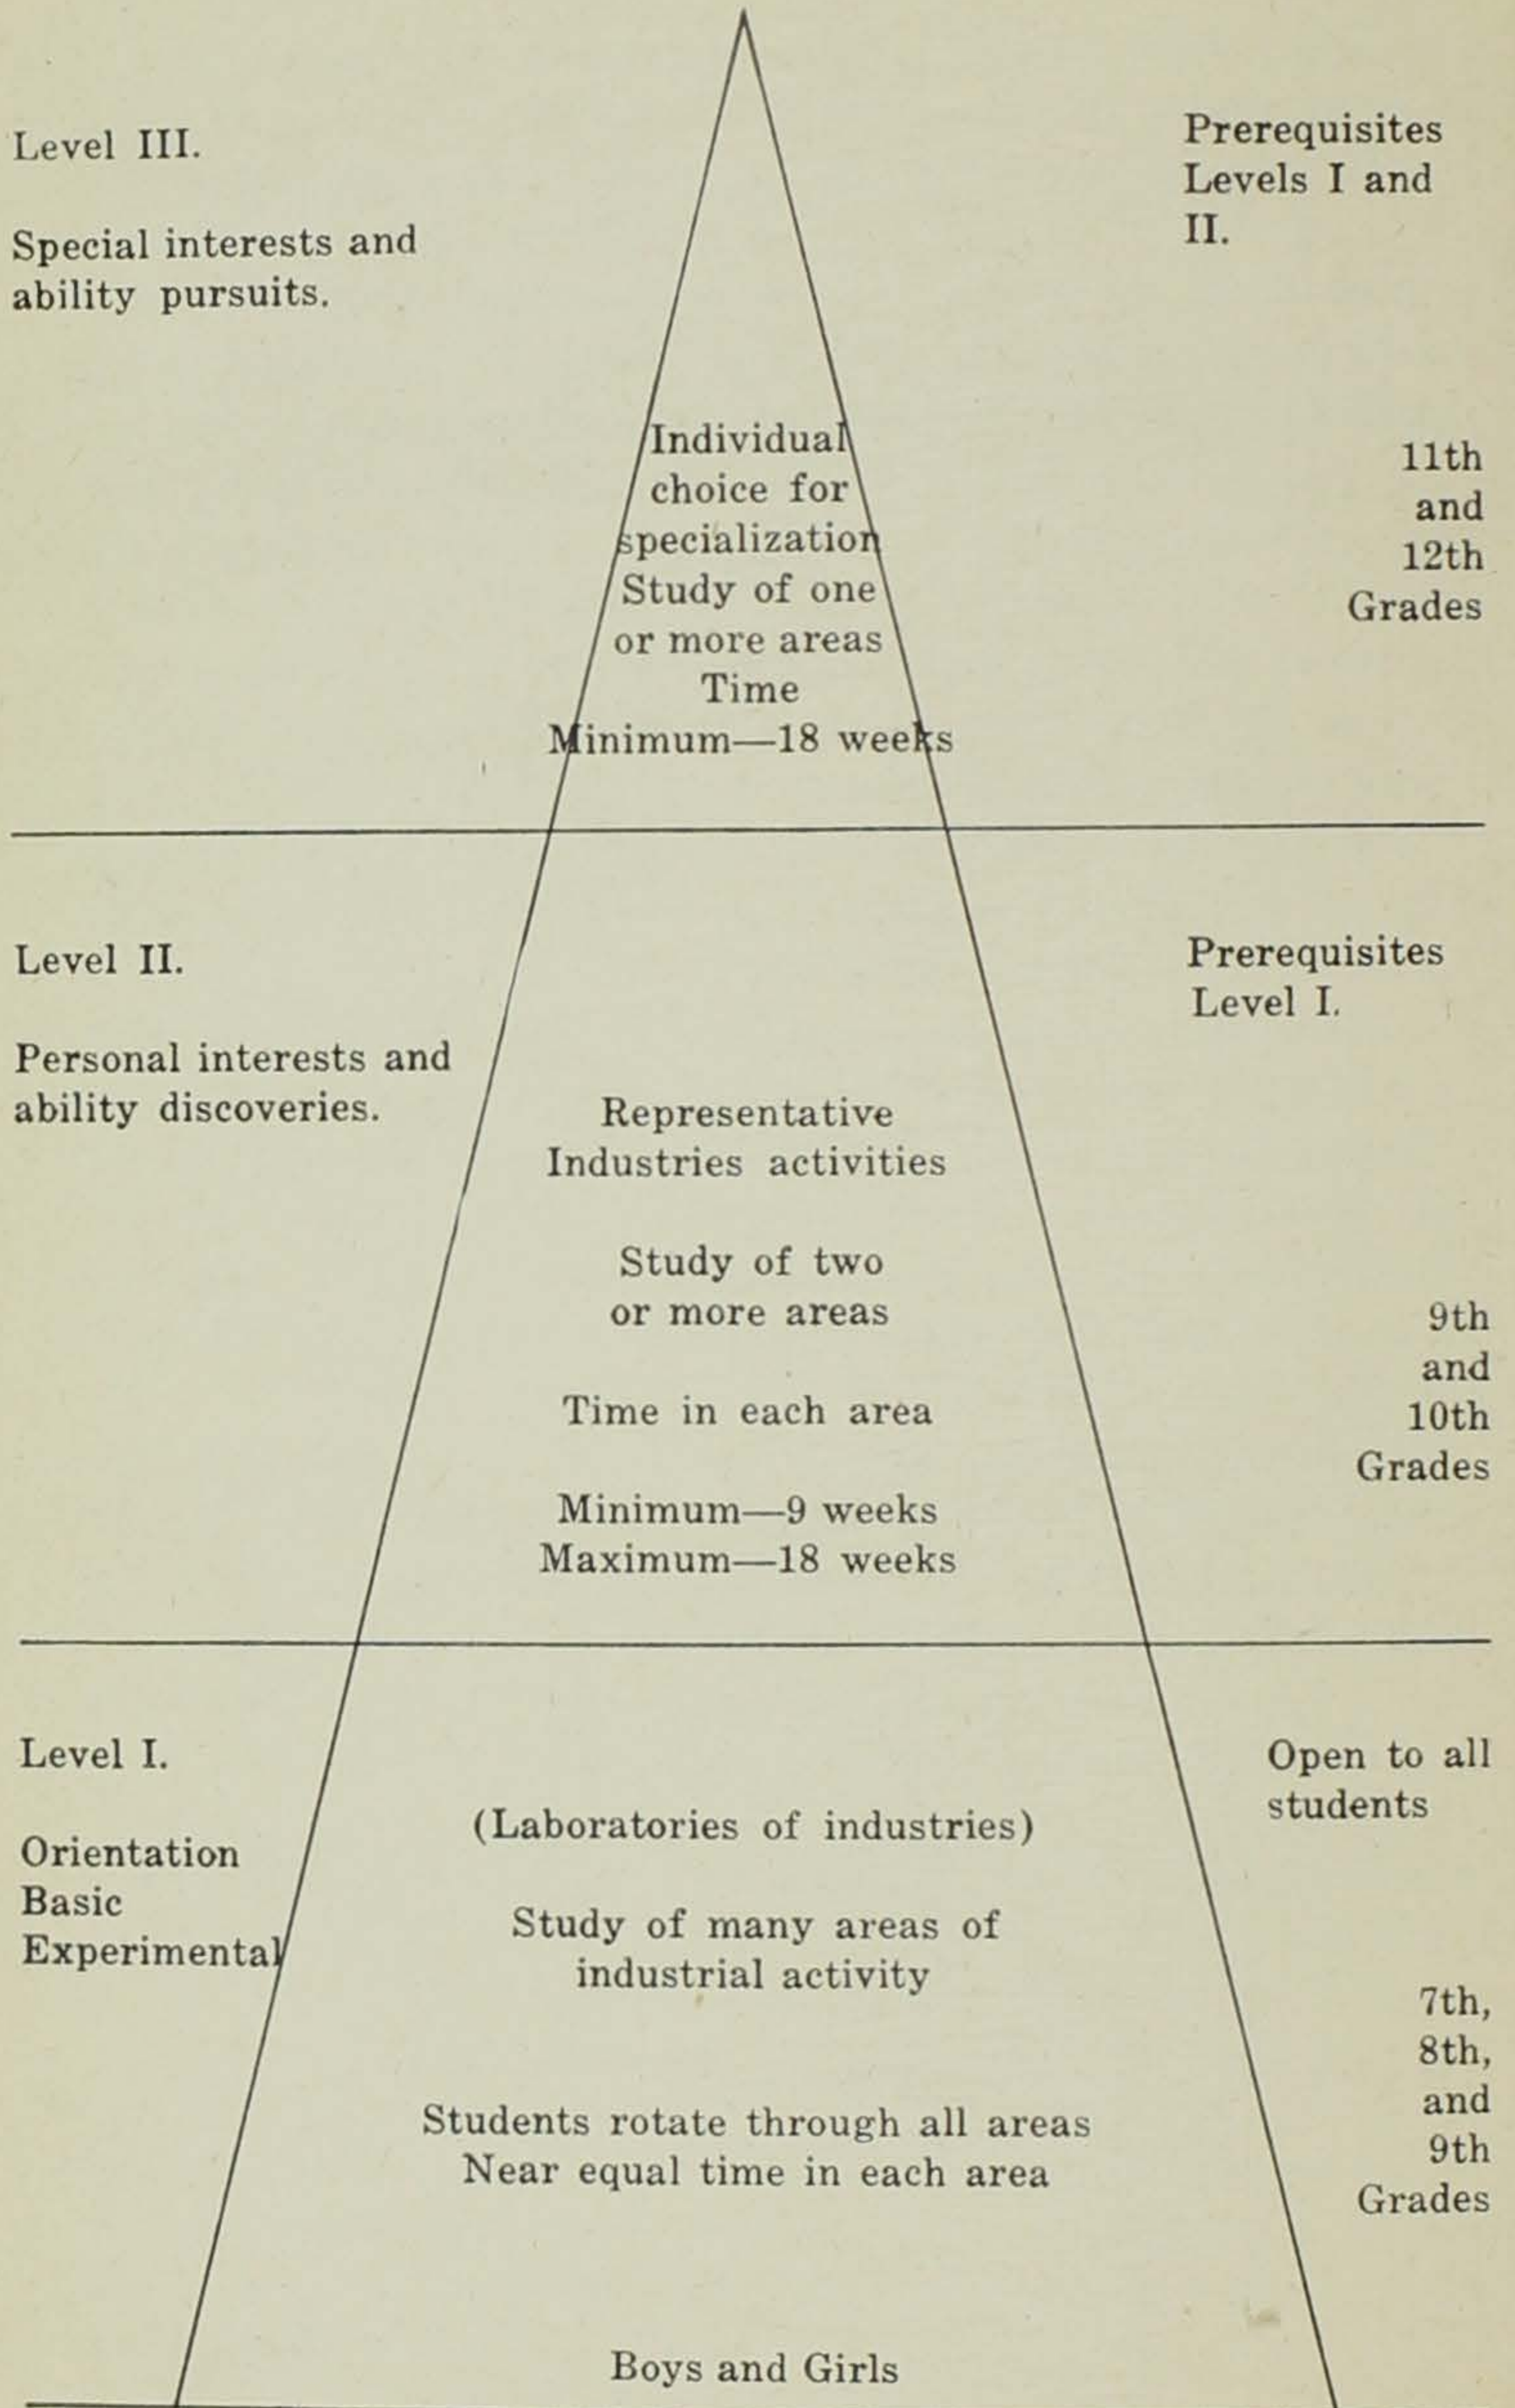 Level III.
Special interests and
ability pursuits.
Prerequisites
Levels I and
II.
Individual
choice for
specialization
Study of one
or more areas
Time
Minimum—18 weeks
11th
and
12th
Grades
Level II.
Personal interests and
ability discoveries.
Prerequisites
Level I.
Representative
Industries activities
Study of two
or more areas
Time in each area
Minimum—9 weeks
Maximum—18 weeks
9th
and
10th
Grades
Level I.
Orientation
Basic
Experimental
Open to all
students
(Laboratories of industries)
Study of many areas of
industrial activity
Students rotate through all areas
Near equal time in each area
7th,
8th,
and
9th
Grades
Boys and Girls